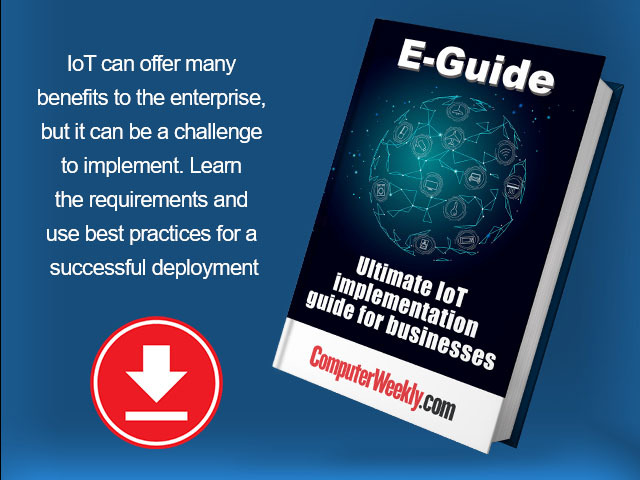 IoT can offer many
benefits to the enterprise,
but it can be a challenge
to implement. Learn
the requirements and
use best practices for a
successful deployment
E-Guide
Ultimate IoT
implementation
guide for businesses
ComputerWeekly.com